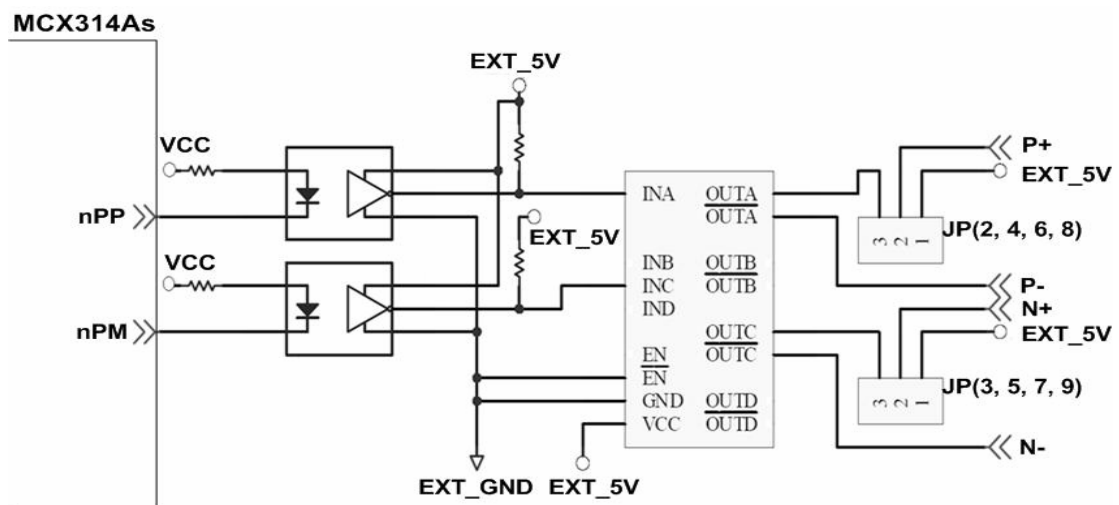 MCX314As
EXT_5V
VCC
nPP
VCC
nPM
EXT_5V
EXT_GND
EXT_5V
INA
INB
INC
IND
EN
EN
GND
VCC
OUTA
OUTA
OUTB
OUTB
OUTC
OUTC
OUTD
OUTD
P+
EXT_5V
3 2 1
JP(2, 4, 6, 8)
P-
N+
EXT_5V
3 2 1
JP(3, 5, 7, 9)
N-